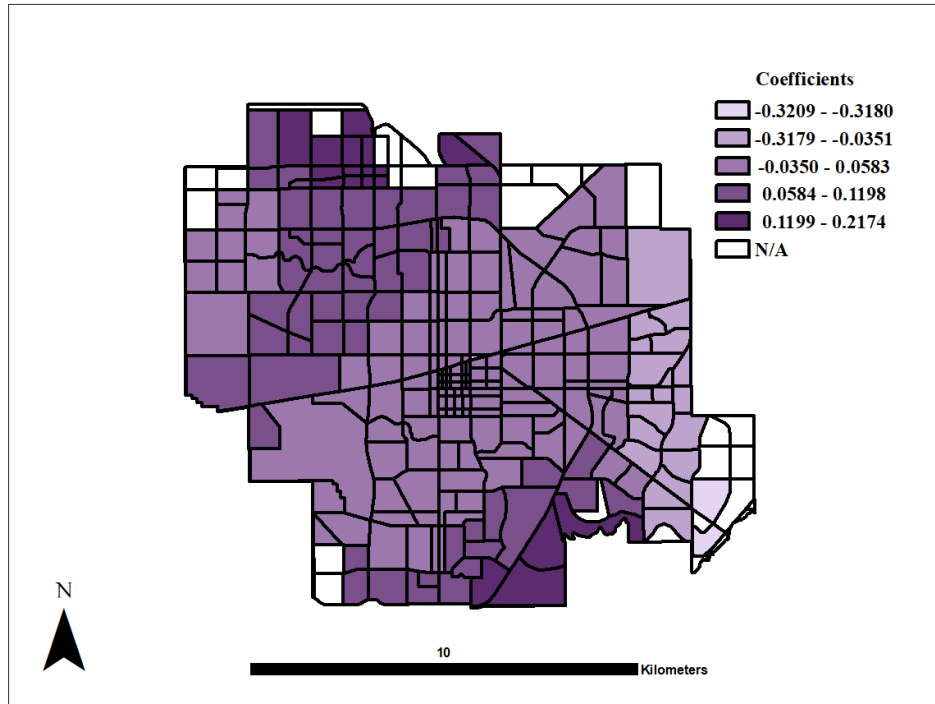 Coefficients
-0.3209 - -0.3180
-0.3179 - -0.0351
-0.0350 - 0.0583
0.0584 - 0.1198
0.1199 - 0.2174
N/A
N
10
Kilometers